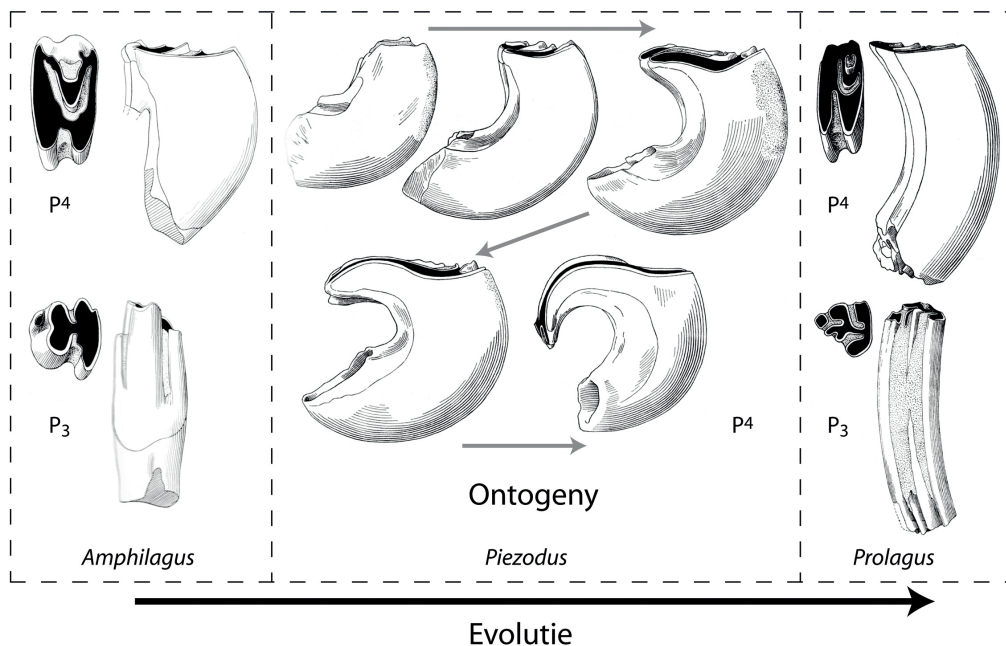 P4
P3
Amphilagus
P4
Ontogeny
Piezodus
P4
P3
Prolagus
Evolutie